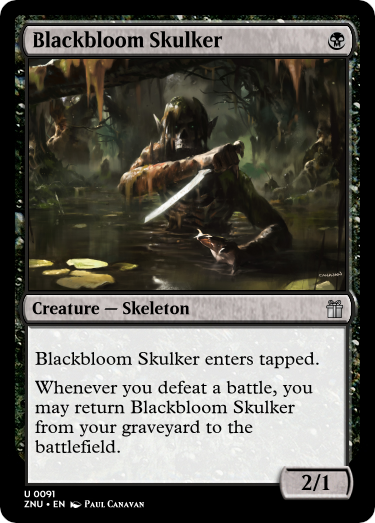 Blackbloom Skulker
Creature — Skeleton
Blackbloom Skulker enters tapped.
Whenever you defeat a battle, you
may return Blackbloom Skulker
from your graveyard to the
battlefield.
2/1
U 0091
ZNU • EN Paul Canavan